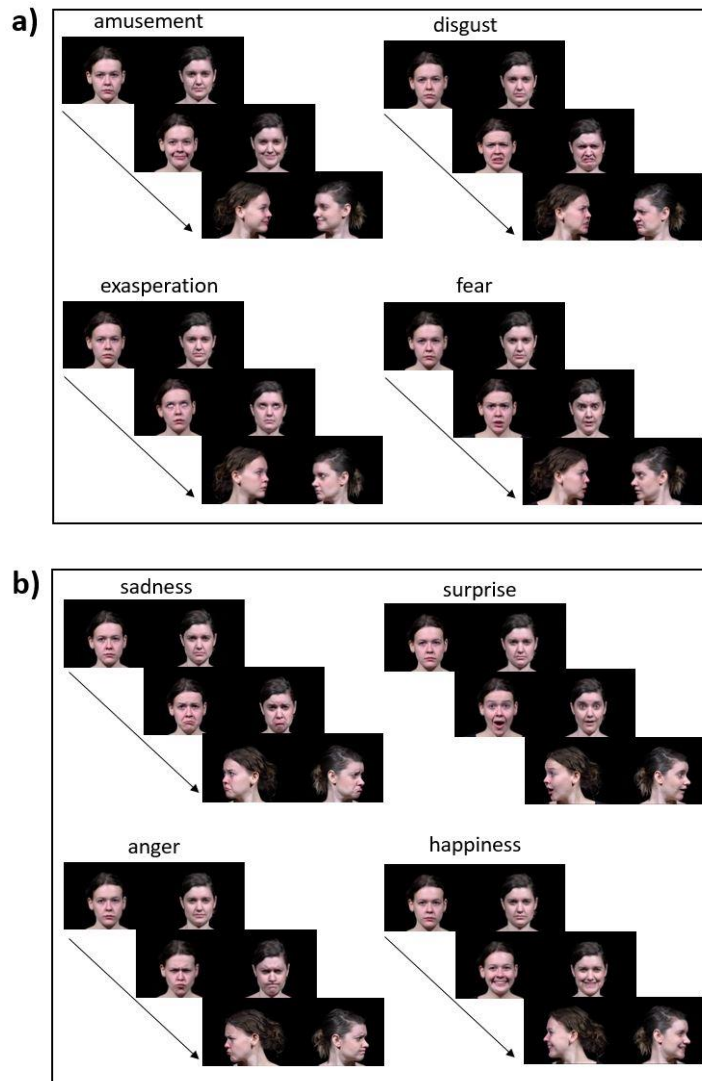 a)
amusement
disgust
exasperation
fear
b)
sadness
surprise
anger
happiness